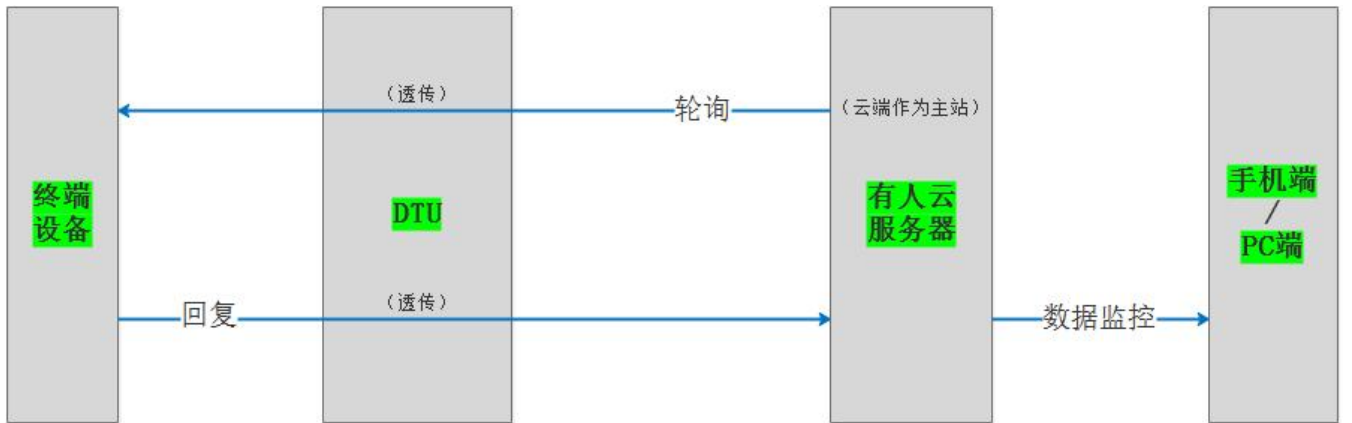 （透传）
轮询
（云端作为主站）
终端
设备
DTU
有人云
服务器
手机端
/
PC端
回复
（透传）
数据监控